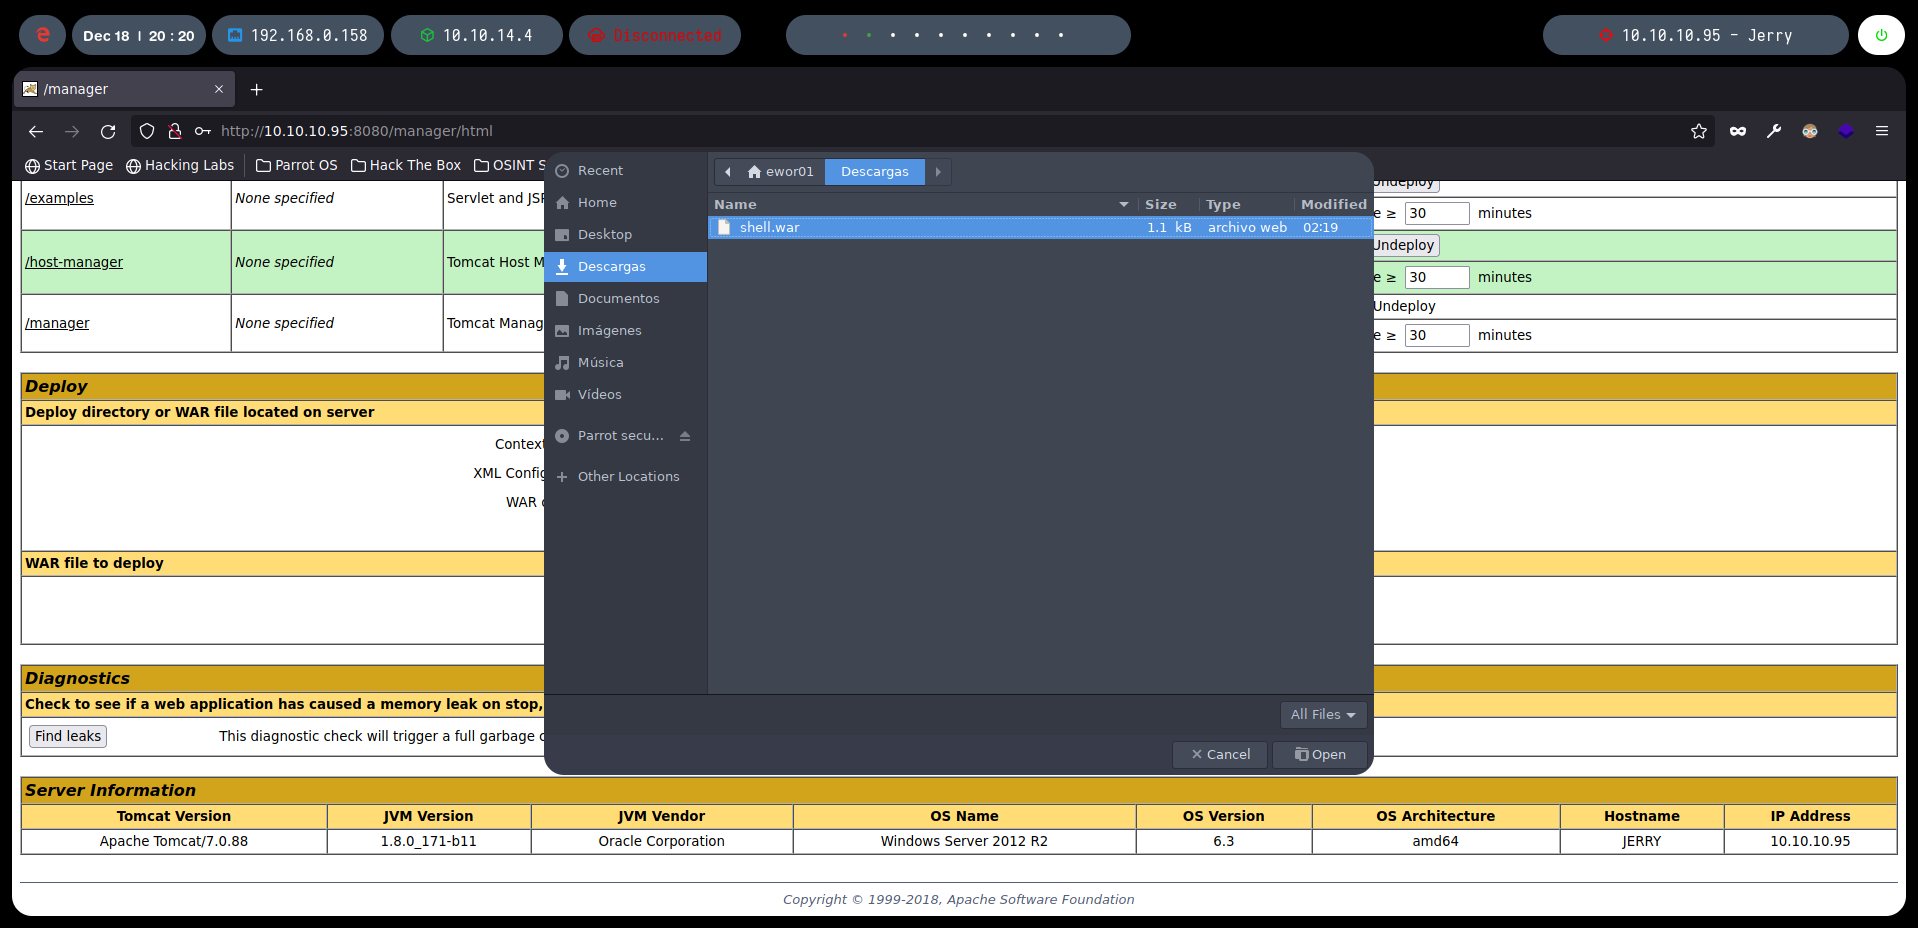 Dec 18 | 20 : 20 192.168.0.158 10.10.14.4 Disconnected 10.10.10.95 - Jerry
/manager
http://10.10.10.95:8080/manager/html
Start Page Hacking Labs Parrot OS Hack The Box OSINT S
Recent
Home
Desktop
Descargas
Documentos
Imágenes
Música
Vídeos
Parrot secu...
Other Locations
ewor01 Descargas
Name Size Type Modified
shell.war 1.1 kB archivo web 02:19
All Files
Cancel Open
/examples None specified Servlet and JSP Undeploy
e ≥ 30 minutes
/host-manager None specified Tomcat Host M Undeploy
e ≥ 30 minutes
/manager None specified Tomcat Manag Undeploy
e ≥ 30 minutes
Deploy
Deploy directory or WAR file located on server
Context
XML Config
WAR
WAR file to deploy
Diagnostics
Check to see if a web application has caused a memory leak on stop,
Find leaks This diagnostic check will trigger a full garbage c
Server Information
Tomcat Version JVM Version JVM Vendor OS Name OS Version OS Architecture Hostname IP Address
Apache Tomcat/7.0.88 1.8.0_171-b11 Oracle Corporation Windows Server 2012 R2 6.3 amd64 JERRY 10.10.10.95
Copyright © 1999-2018, Apache Software Foundation